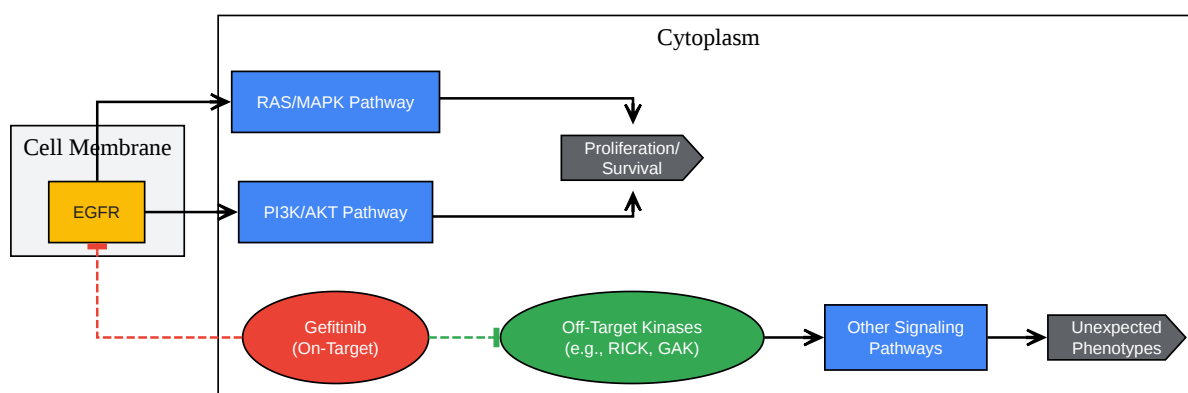 Cytoplasm
RAS/MAPK Pathway
Cell Membrane
Proliferation/
Survival
EGFR
PI3K/AKT Pathway
Gefitinib
(On-Target)
Off-Target Kinases
(e.g., RICK, GAK)
Other Signaling
Pathways
Unexpected
Phenotypes